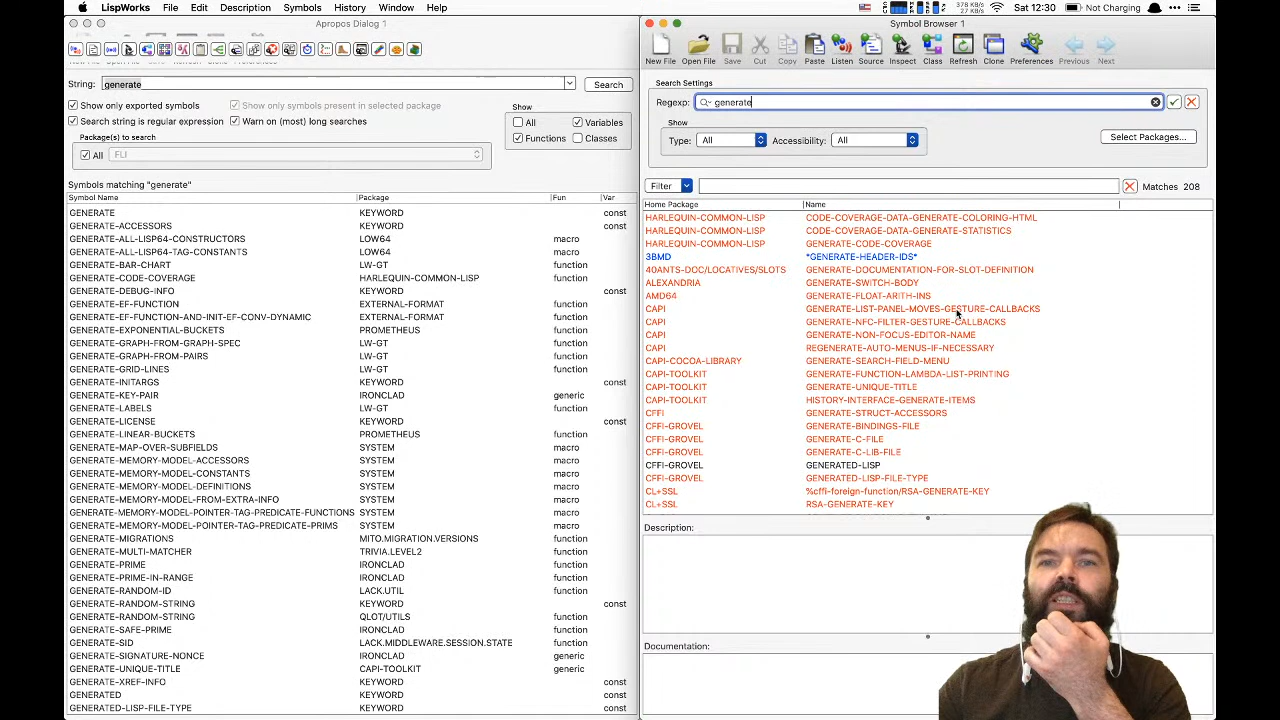 LispWorks File Edit Description Symbols History Window Help
378 KB/s
27 KB/s
Sat 12:30 Not Charging
Apropos Dialog 1
String: generate Search
Show only exported symbols Show only symbols present in selected package
Search string is regular expression Warn on (most) long searches
Package(s) to search
All FLI
Show
All Variables
Functions Classes
Symbols matching "generate"
Symbol Name Package Fun Var
GENERATE KEYWORD const
GENERATE-ACCESSORS KEYWORD const
GENERATE-ALL-LISP64-CONSTRUCTORS LOW64 macro
GENERATE-ALL-LISP64-TAG-CONSTANTS LOW64 macro
GENERATE-BAR-CHART LW-GT function
GENERATE-CODE-COVERAGE HARLEQUIN-COMMON-LISP function
GENERATE-DEBUG-INFO KEYWORD const
GENERATE-EF-FUNCTION EXTERNAL-FORMAT function
GENERATE-EF-FUNCTION-AND-INIT-EF-CONV-DYNAMIC EXTERNAL-FORMAT function
GENERATE-EXPONENTIAL-BUCKETS PROMETHEUS function
GENERATE-GRAPH-FROM-GRAPH-SPEC LW-GT function
GENERATE-GRAPH-FROM-PAIRS LW-GT function
GENERATE-GRID-LINES LW-GT function
GENERATE-INITARGS KEYWORD const
GENERATE-KEY-PAIR IRONCLAD generic
GENERATE-LABELS LW-GT function
GENERATE-LICENSE KEYWORD const
GENERATE-LINEAR-BUCKETS PROMETHEUS function
GENERATE-MAP-OVER-SUBFIELDS SYSTEM macro
GENERATE-MEMORY-MODEL-ACCESSORS SYSTEM macro
GENERATE-MEMORY-MODEL-CONSTANTS SYSTEM macro
GENERATE-MEMORY-MODEL-DEFINITIONS SYSTEM macro
GENERATE-MEMORY-MODEL-FROM-EXTRA-INFO SYSTEM macro
GENERATE-MEMORY-MODEL-POINTER-TAG-PREDICATE-FUNCTIONS SYSTEM macro
GENERATE-MEMORY-MODEL-POINTER-TAG-PREDICATE-PRIMS SYSTEM macro
GENERATE-MIGRATIONS MITO.MIGRATION.VERSIONS function
GENERATE-MULTI-MATCHER TRIVIA.LEVEL2 function
GENERATE-PRIME IRONCLAD function
GENERATE-PRIME-IN-RANGE IRONCLAD function
GENERATE-RANDOM-ID LACK.UTIL function
GENERATE-RANDOM-STRING KEYWORD const
GENERATE-RANDOM-STRING QLOT/UTILS function
GENERATE-SAFE-PRIME IRONCLAD function
GENERATE-SID LACK.MIDDLEWARE.SESSION.STATE function
GENERATE-SIGNATURE-NONCE IRONCLAD generic
GENERATE-UNIQUE-TITLE CAPI-TOOLKIT generic
GENERATE-XREF-INFO KEYWORD const
GENERATED KEYWORD const
GENERATED-LISP-FILE-TYPE KEYWORD const
Symbol Browser 1
New File Open File Save Cut Copy Paste Listen Source Inspect Class Refresh Clone Preferences Previous Next
Search Settings
Regexp: generate
Show
Type: All Accessibility: All Select Packages...
Filter Matches 208
Home Package Name
HARLEQUIN-COMMON-LISP CODE-COVERAGE-DATA-GENERATE-COLORING-HTML
HARLEQUIN-COMMON-LISP CODE-COVERAGE-DATA-GENERATE-STATISTICS
HARLEQUIN-COMMON-LISP GENERATE-CODE-COVERAGE
3BMD *GENERATE-HEADER-IDS*
40ANTS-DOC/LOCATIVES/SLOTS GENERATE-DOCUMENTATION-FOR-SLOT-DEFINITION
ALEXANDRIA GENERATE-SWITCH-BODY
AMD64 GENERATE-FLOAT-ARITH-INS
CAPI GENERATE-LIST-PANEL-MOVES-GESTURE-CALLBACKS
CAPI GENERATE-NFC-FILTER-GESTURE-CALLBACKS
CAPI GENERATE-NON-FOCUS-EDITOR-NAME
CAPI REGENERATE-AUTO-MENUS-IF-NECESSARY
CAPI-COCOA-LIBRARY GENERATE-SEARCH-FIELD-MENU
CAPI-TOOLKIT GENERATE-FUNCTION-LAMBDA-LIST-PRINTING
CAPI-TOOLKIT GENERATE-UNIQUE-TITLE
CAPI-TOOLKIT HISTORY-INTERFACE-GENERATE-ITEMS
CFFI GENERATE-STRUCT-ACCESSORS
CFFI-GROVEL GENERATE-BINDINGS-FILE
CFFI-GROVEL GENERATE-C-FILE
CFFI-GROVEL GENERATE-C-LIB-FILE
CFFI-GROVEL GENERATED-LISP
CFFI-GROVEL GENERATED-LISP-FILE-TYPE
CL+SSL %cffi-foreign-function/RSA-GENERATE-KEY
CL+SSL RSA-GENERATE-KEY
Description:
Documentation: